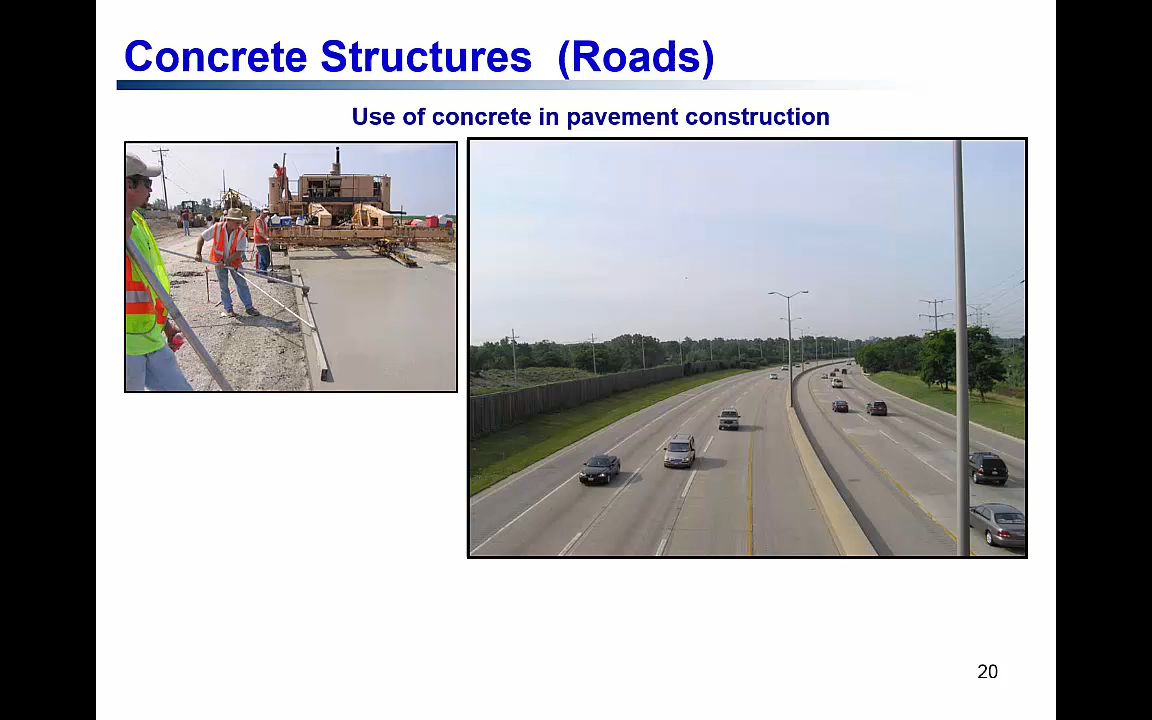 Concrete Structures (Roads)
Use of concrete in pavement construction
20